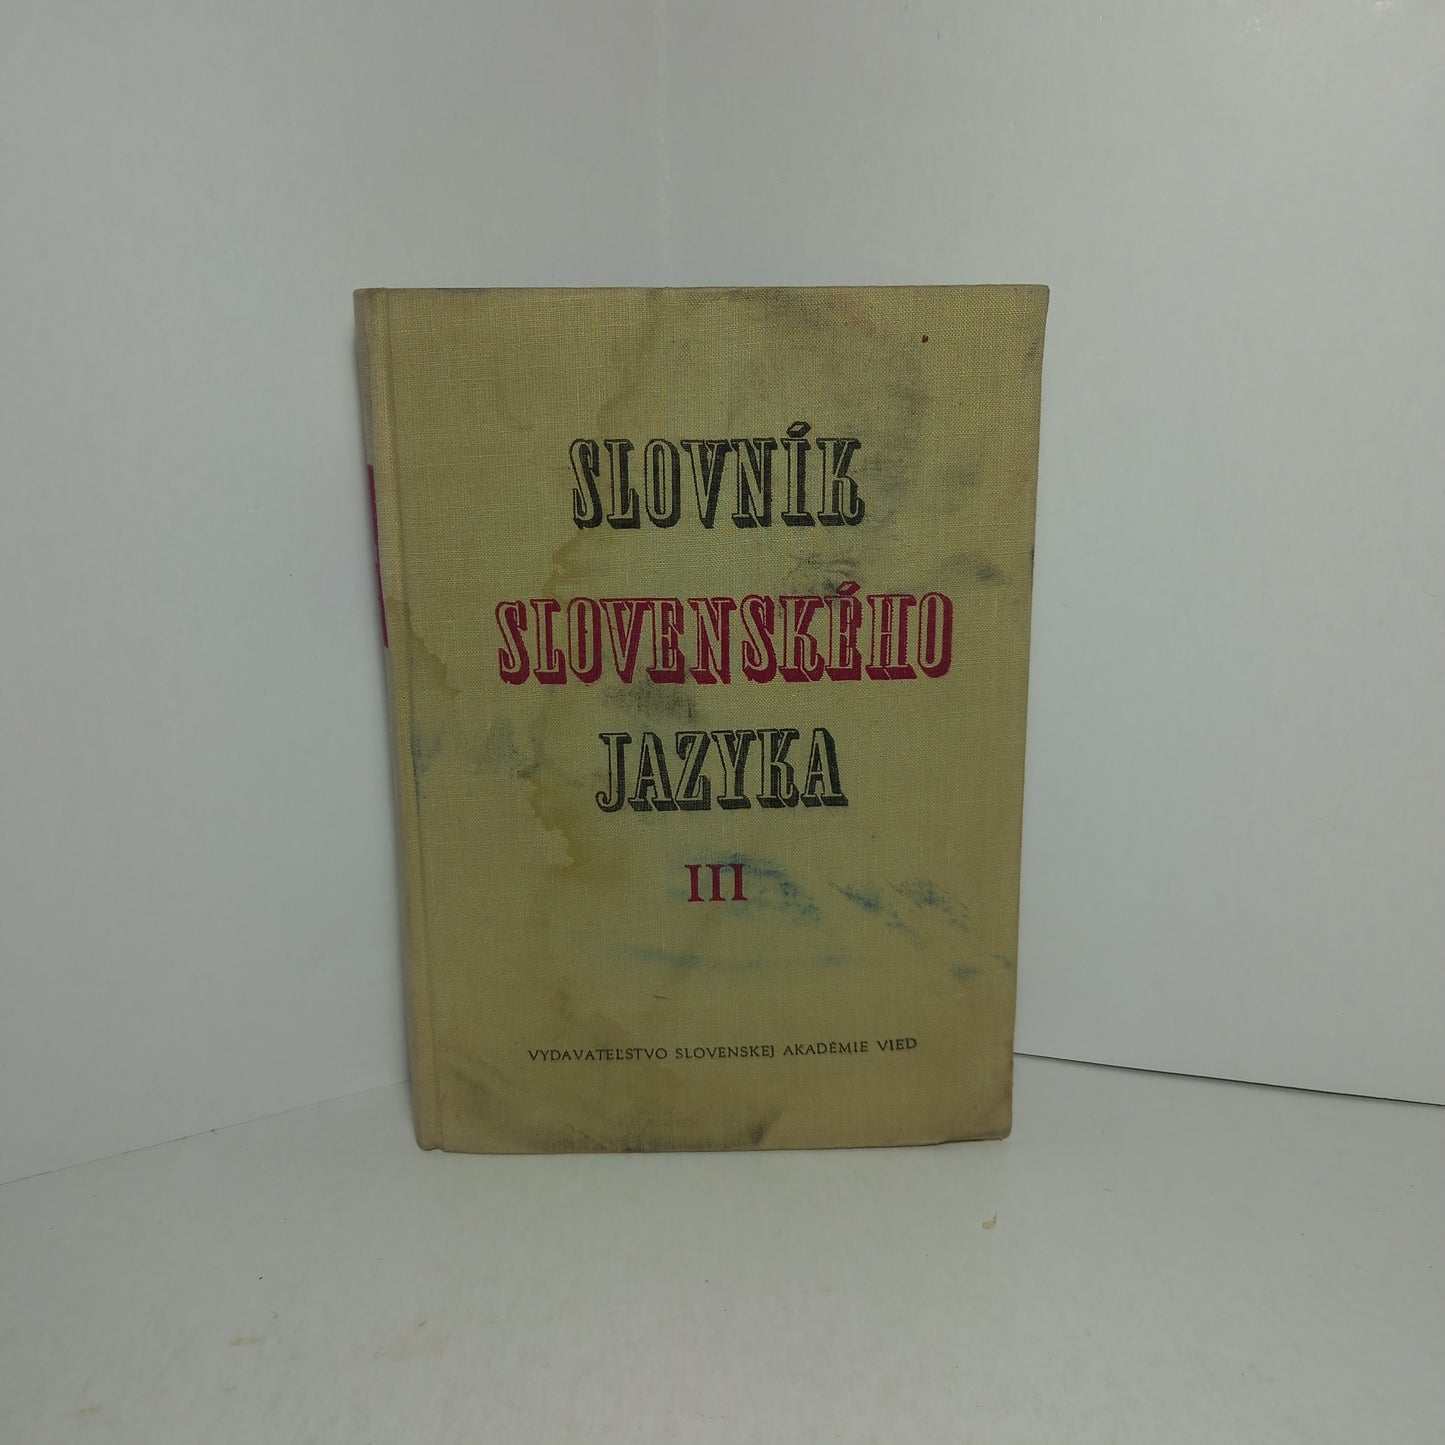 SLOVNÍK
SLOVENSKÉHO
JAZYKA
III
VYDAVATEĽSTVO SLOVENSKEJ AKADÉMIE VIED